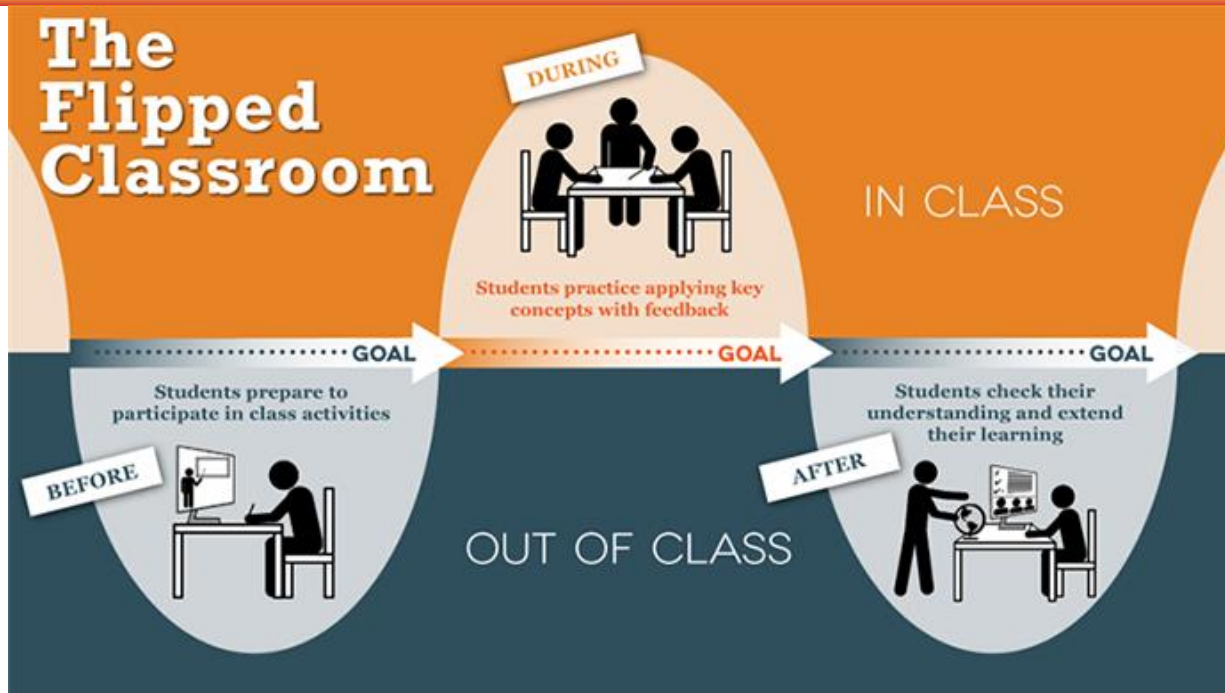 The
Flipped
Classroom
DURING
IN CLASS
Students practice applying key
concepts with feedback
GOAL
GOAL
GOAL
Students prepare to
participate in class activities
BEFORE
OUT OF CLASS
Students check their
understanding and extend
their learning
AFTER